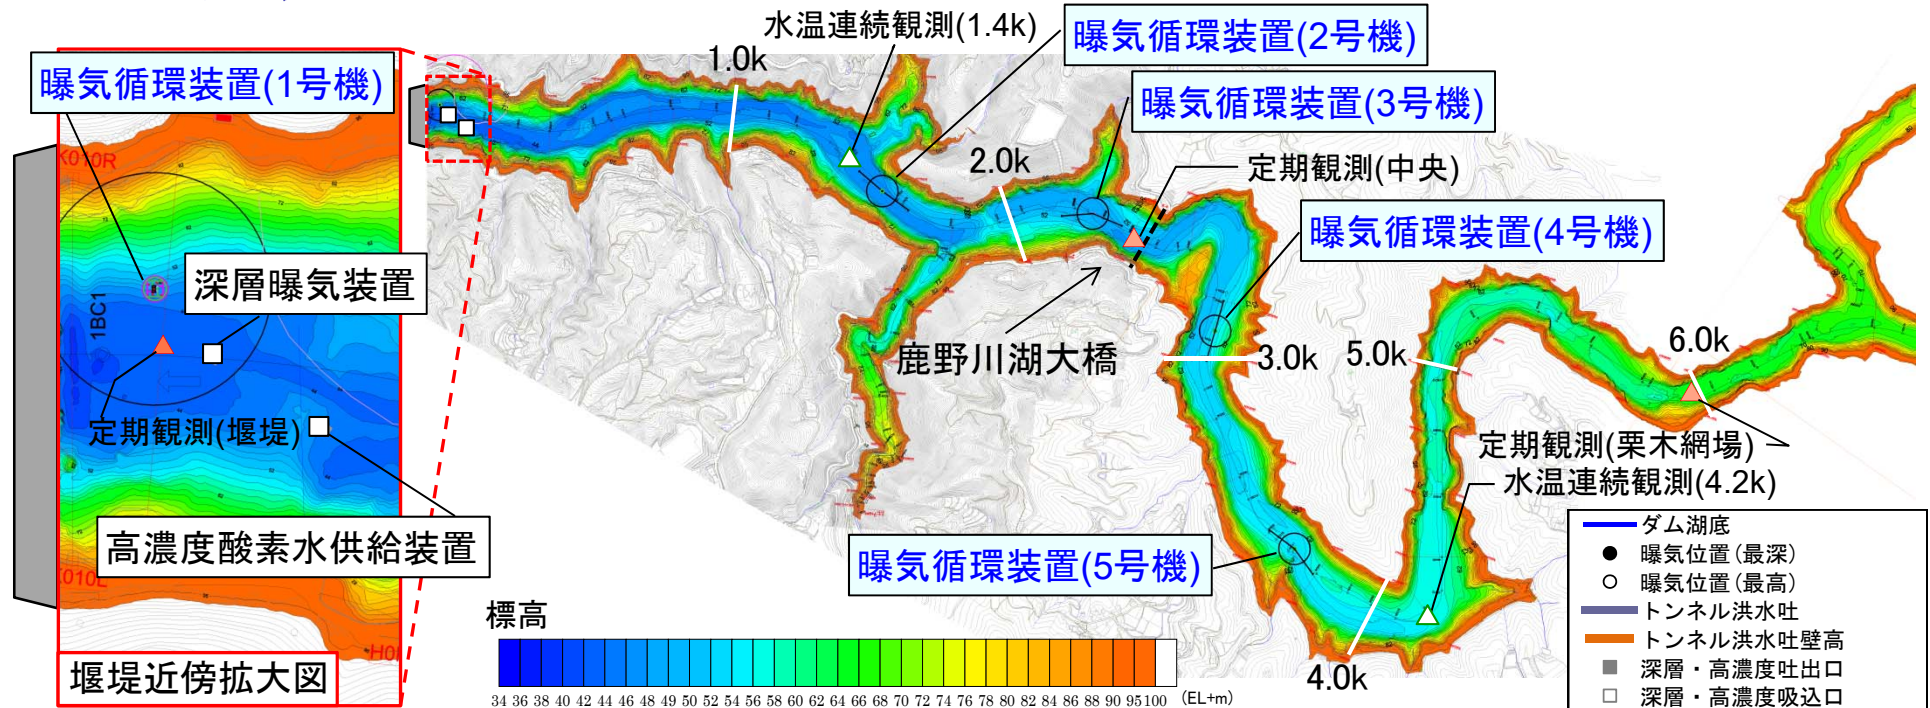 水温連続観測(1.4k)
曝気循環装置(2号機)
1.0k
曝気循環装置(1号機)
曝気循環装置(3号機)
2.0k
定期観測(中央)
K010R
曝気循環装置(4号機)
深層曝気装置
1BC1
鹿野川湖大橋
3.0k
5.0k
6.0k
定期観測(堰堤)
定期観測(栗木網場)
水温連続観測(4.2k)
高濃度酸素水供給装置
曝気循環装置(5号機)
K010L
標高
堰堤近傍拡大図
4.0k
34 36 38 40 42 44 46 48 49 50 52 54 56 58 60 62 64 66 68 70 72 74 76 78 80 82 84 86 88 90 95 100 (EL+m)
ダム湖底
曝気位置(最深)
曝気位置(最高)
トンネル洪水吐
トンネル洪水吐壁高
深層・高濃度吐出口
深層・高濃度吸込口